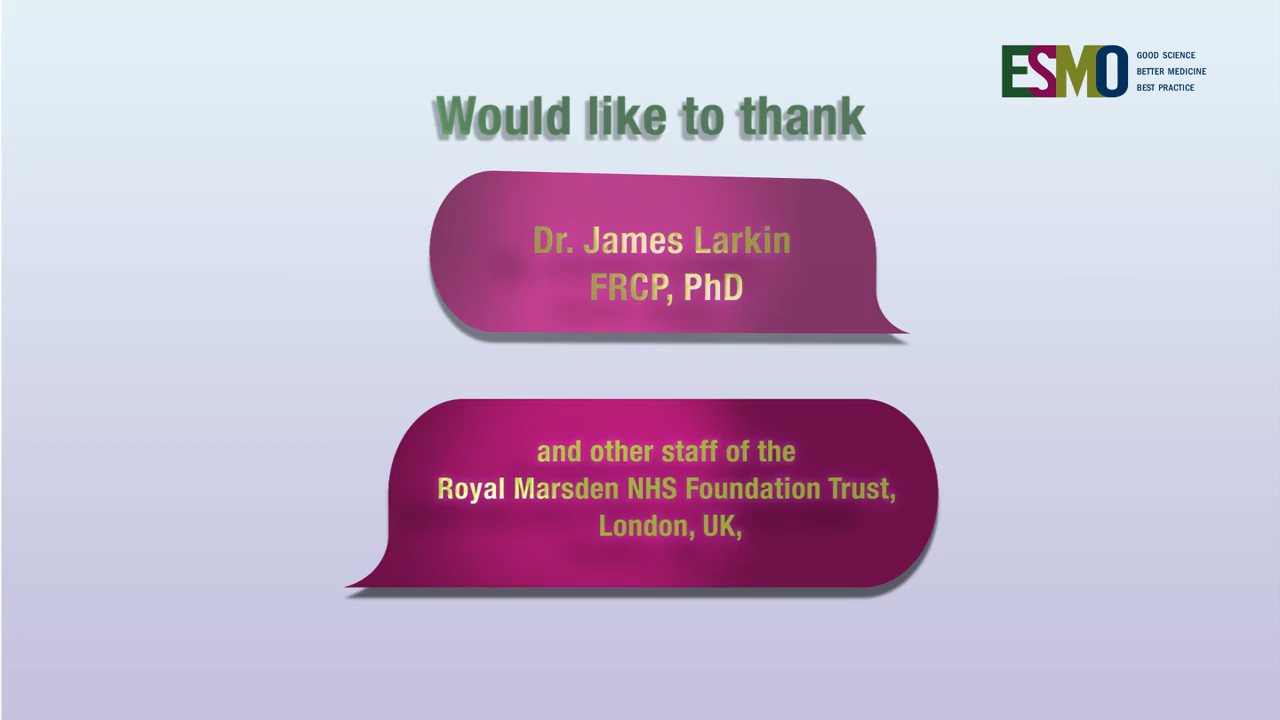 ESMO
GOOD SCIENCE
BETTER MEDICINE
BEST PRACTICE
Would like to thank
Dr. James Larkin
FRCP, PhD
and other staff of the
Royal Marsden NHS Foundation Trust,
London, UK,